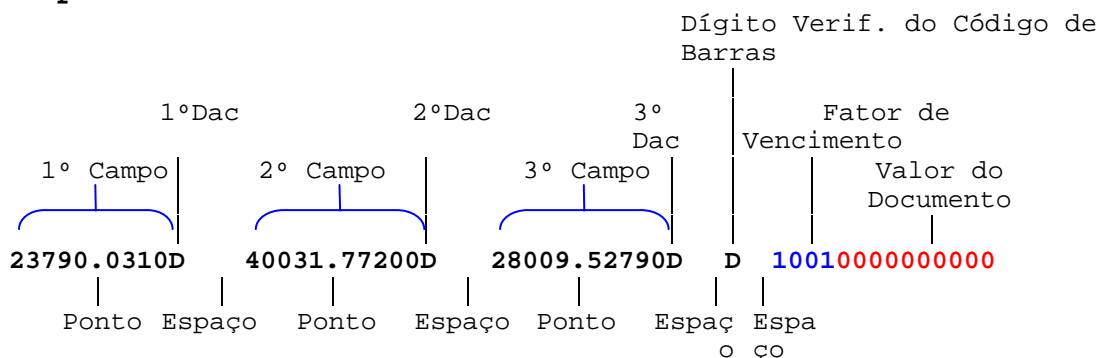 Dígito Verif. do Código de
Barras
1ºDac 2ºDac 3º Fator de
Dac Vencimento
1º Campo 2º Campo 3º Campo Valor do
Documento
23790.0310D 40031.77200D 28009.52790D D 10010000000000
Ponto Espaço Ponto Espaço Ponto Espaç Espa
o ço